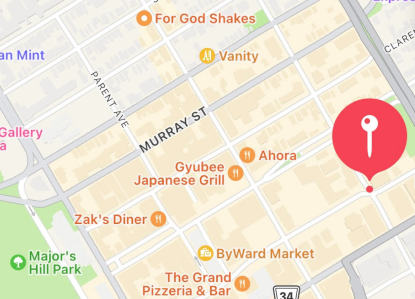 For God Shakes
Vanity
an Mint
PARENT AVE
MURRAY ST
Gallery
a
Ahora
Gyubee
Japanese Grill
Zak's Diner
ByWard Market
Major's
Hill Park
The Grand
Pizzeria & Bar
34